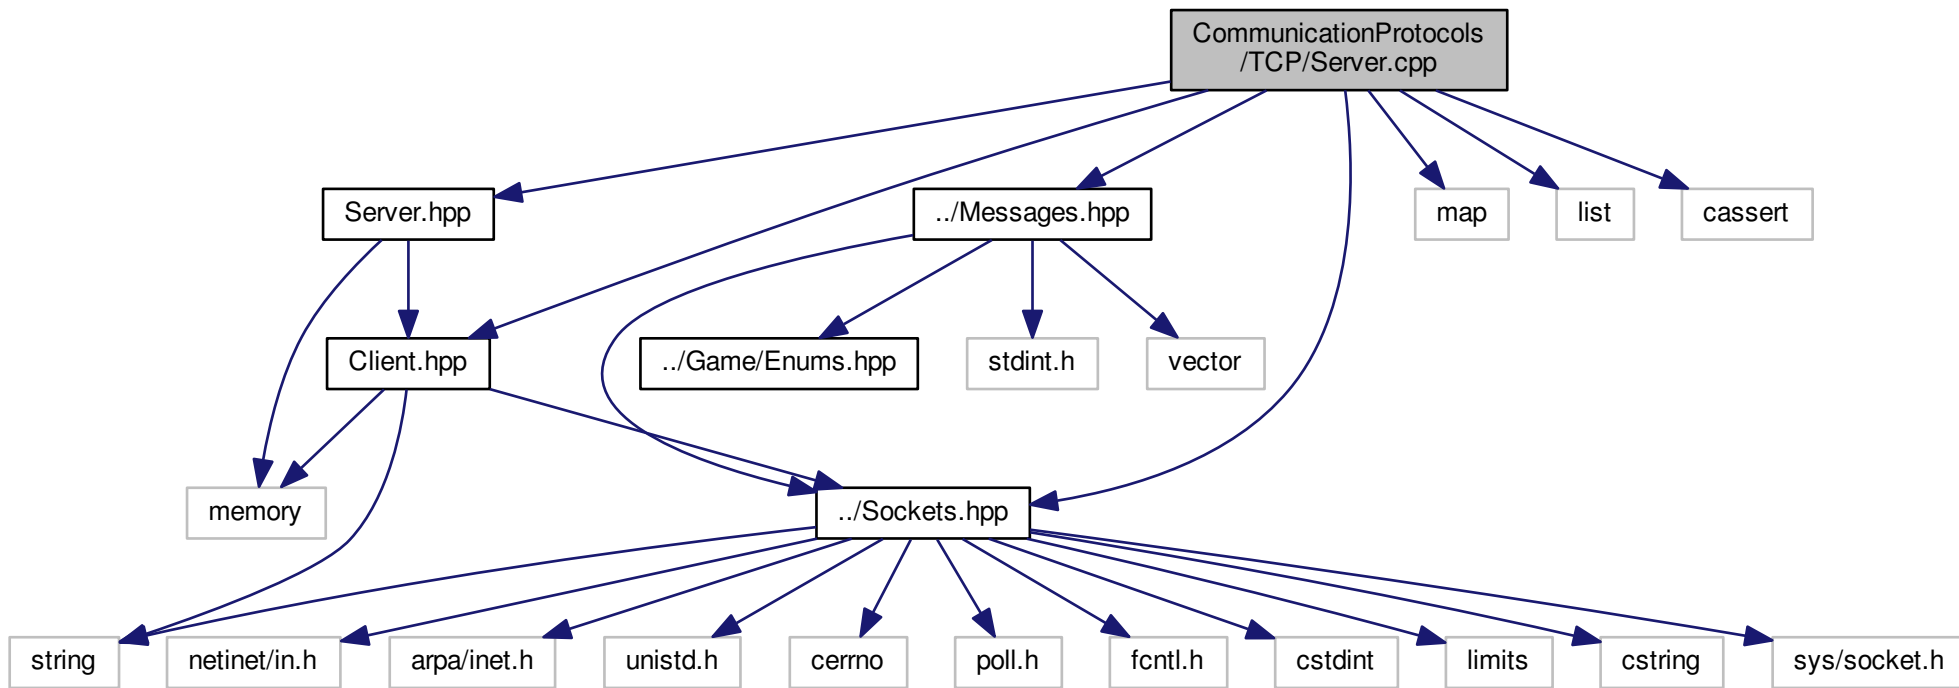 CommunicationProtocols
/TCP/Server.cpp
Server.hpp
../Messages.hpp
map
list
cassert
Client.hpp
../Game/Enums.hpp
stdint.h
vector
memory
../Sockets.hpp
string
netinet/in.h
arpa/inet.h
unistd.h
cerrno
poll.h
fcntl.h
cstdint
limits
cstring
sys/socket.h